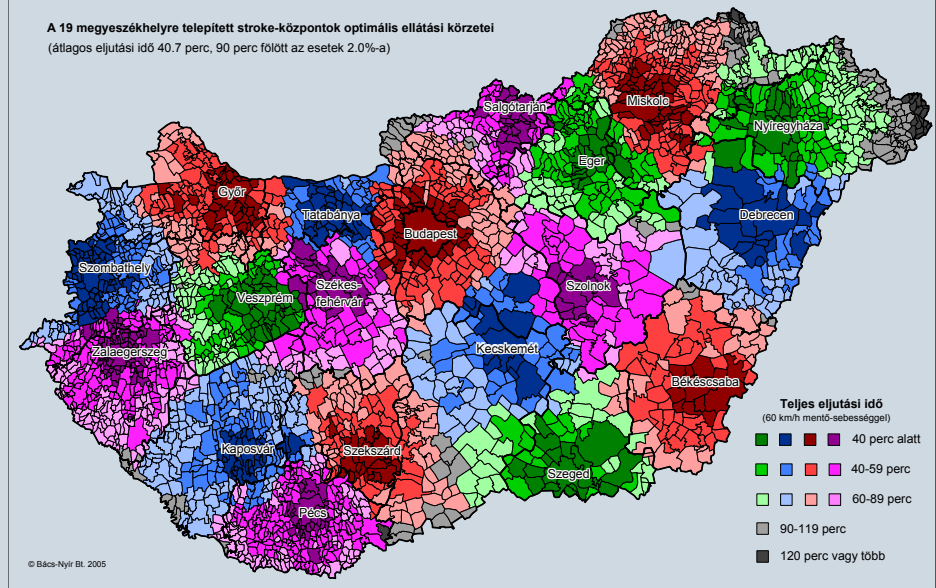 A 19 megyeszékhelyre telepített stroke-központok optimális ellátási körzetei
(átlagos eljutási idő 40.7 perc, 90 perc fölött az esetek 2.0%-a)
Salgótarján
Miskolc
Nyíregyháza
Eger
Győr
Tatabánya
Budapest
Debrecen
Szombathely
Veszprém
Székes-
fehérvár
Szolnok
Zalaegerszeg
Kecskemét
Békéscsaba
Kaposvár
Szekszárd
Szeged
Pécs
Teljes eljutási idő
(60 km/h mentő-sebességgel)
40 perc alatt
40-59 perc
60-89 perc
90-119 perc
120 perc vagy több
© Bács-Nyír Bt. 2005